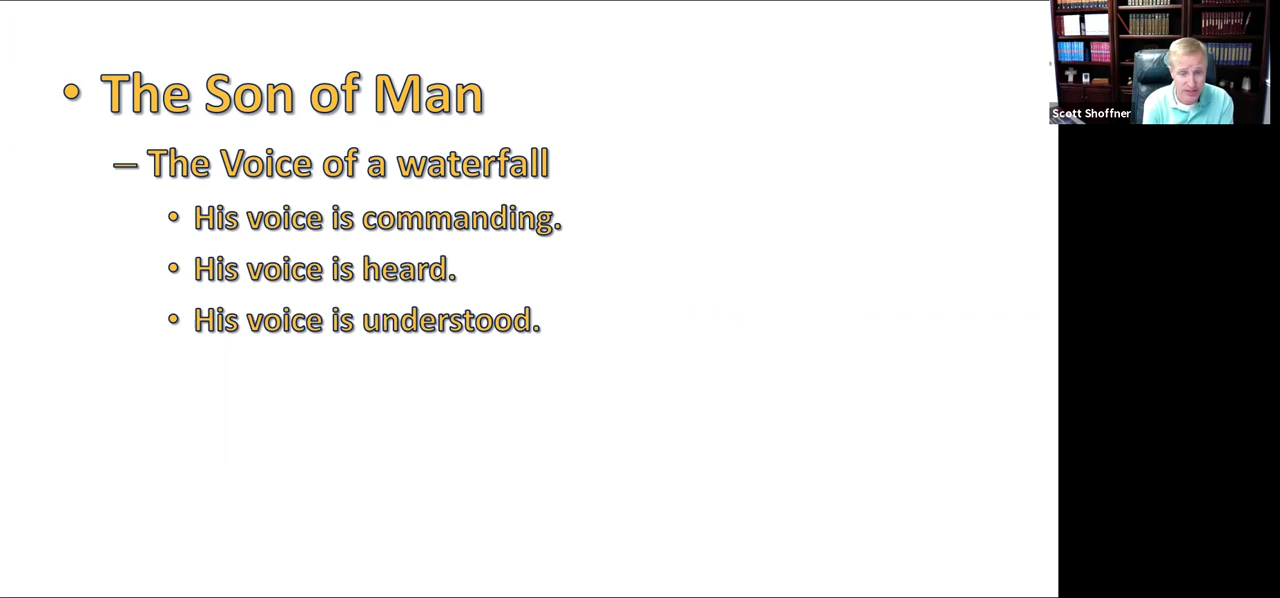 • The Son of Man
– The Voice of a waterfall
• His voice is commanding.
• His voice is heard.
• His voice is understood.
Scott Shoffner